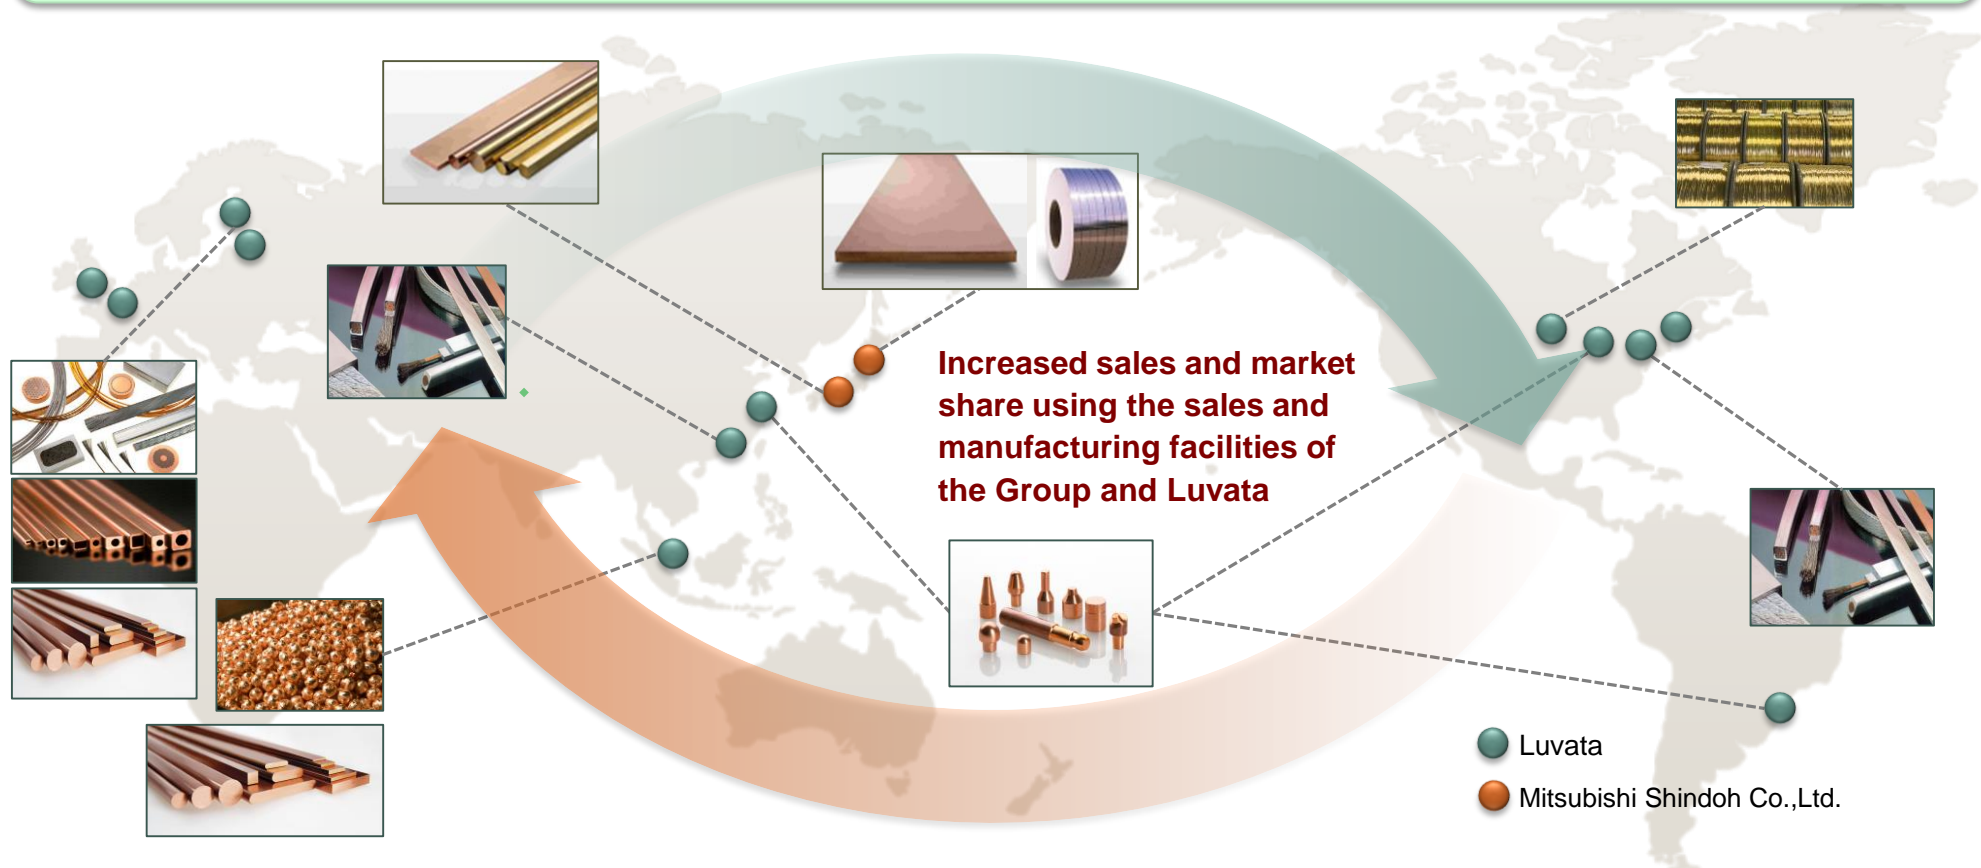 Increased sales and market
share using the sales and
manufacturing facilities of
the Group and Luvata
Luvata
Mitsubishi Shindoh Co.,Ltd.